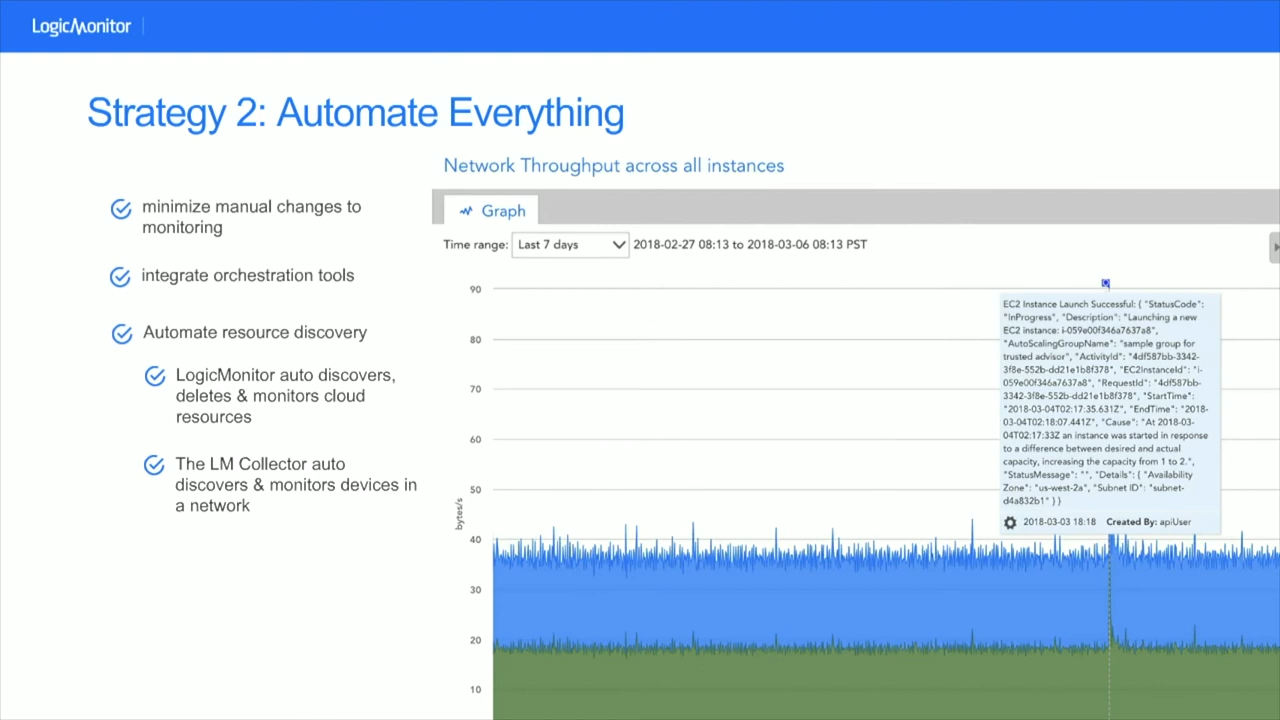 LogicMonitor
Strategy 2: Automate Everything
minimize manual changes to
monitoring
integrate orchestration tools
Automate resource discovery
LogicMonitor auto discovers,
deletes & monitors cloud
resources
The LM Collector auto
discovers & monitors devices in
a network
Network Throughput across all instances
Graph
Time range: Last 7 days 2018-02-27 08:13 to 2018-03-06 08:13 PST
90
80
70
60
50
40
30
20
10
bytes/s
EC2 Instance Launch Successful: { "StatusCode":
"InProgress", "Description": "Launching a new
EC2 instance: i-059e00f346a7637a8",
"AutoScalingGroupName": "sample group for
trusted advisor", "ActivityId": "4df587bb-3342-
3f8e-552b-dd21e1b8f378", "EC2InstanceId": "i-
059e00f346a7637a8", "RequestId": "4df587bb-
3342-3f8e-552b-dd21e1b8f378", "StartTime":
"2018-03-04T02:17:35.631Z", "EndTime": "2018-
03-04T02:18:07.441Z", "Cause": "At 2018-03-
04T02:17:33Z an instance was started in response
to a difference between desired and actual
capacity, increasing the capacity from 1 to 2.",
"StatusMessage": "", "Details": { "Availability
Zone": "us-west-2a", "Subnet ID": "subnet-
d4a832b1" } }
2018-03-03 18:18 Created By: apiUser